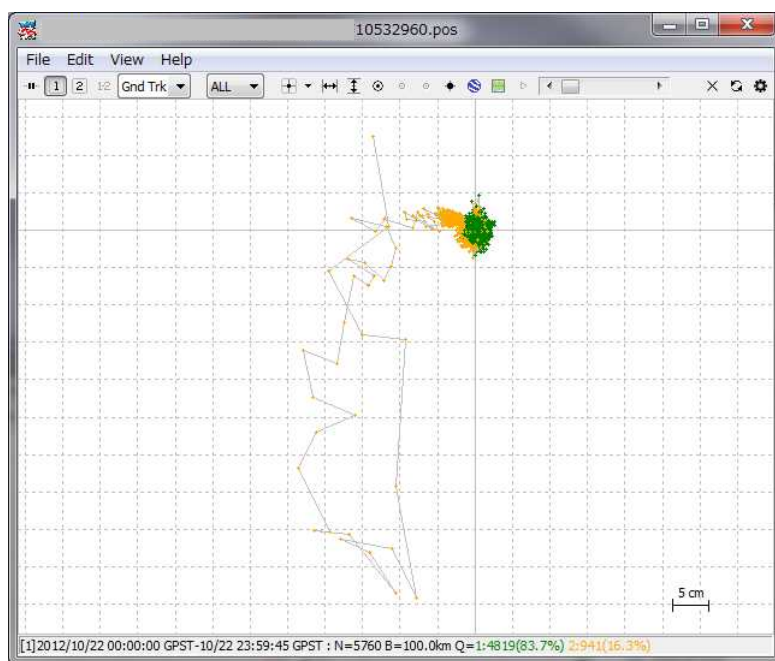 10532960.pos
File Edit View Help
1 2 1-2 Gnd Trk ALL
5 cm
[1]2012/10/22 00:00:00 GPST-10/22 23:59:45 GPST : N=5760 B=100.0km Q=1:4819(83.7%) 2:941(16.3%)